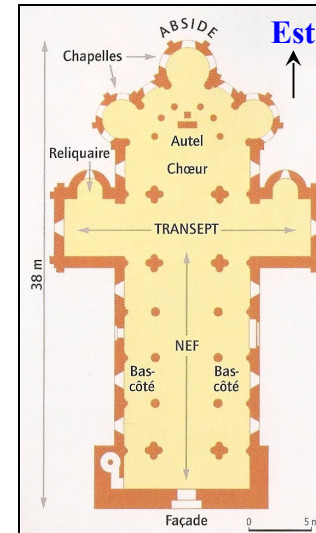 ABSIDE
Est
Chapelles
Autel
Chœur
Reliquaire
TRANSEPT
38 m
NEF
Bas-
côté
Bas-
côté
Façade
0
5 m